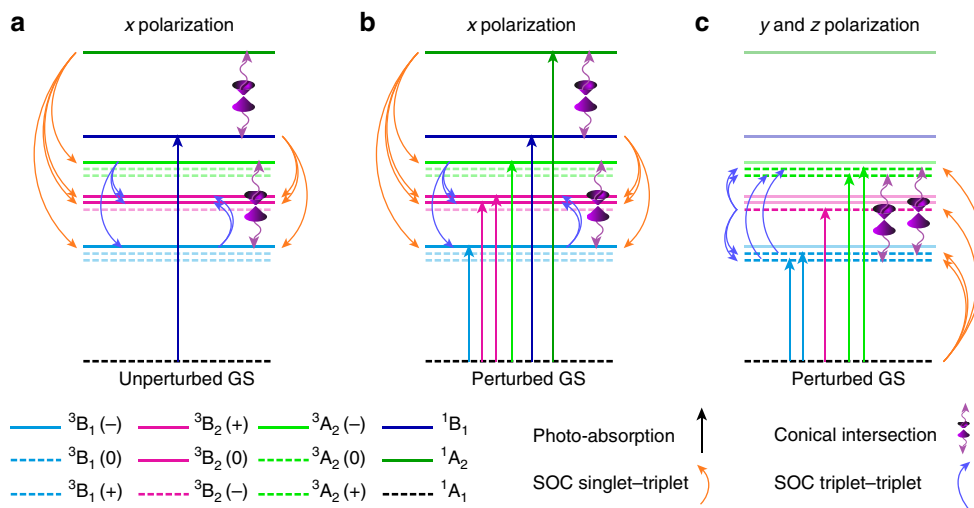 a x polarization b x polarization c y and z polarization
Unperturbed GS Perturbed GS Perturbed GS
³B₁ (–) ³B₂ (+) ³A₂ (–) ¹B₁
³B₁ (0) ³B₂ (0) ³A₂ (0) ¹A₂
³B₁ (+) ³B₂ (–) ³A₂ (+) ¹A₁
Photo-absorption Conical intersection
SOC singlet–triplet SOC triplet–triplet